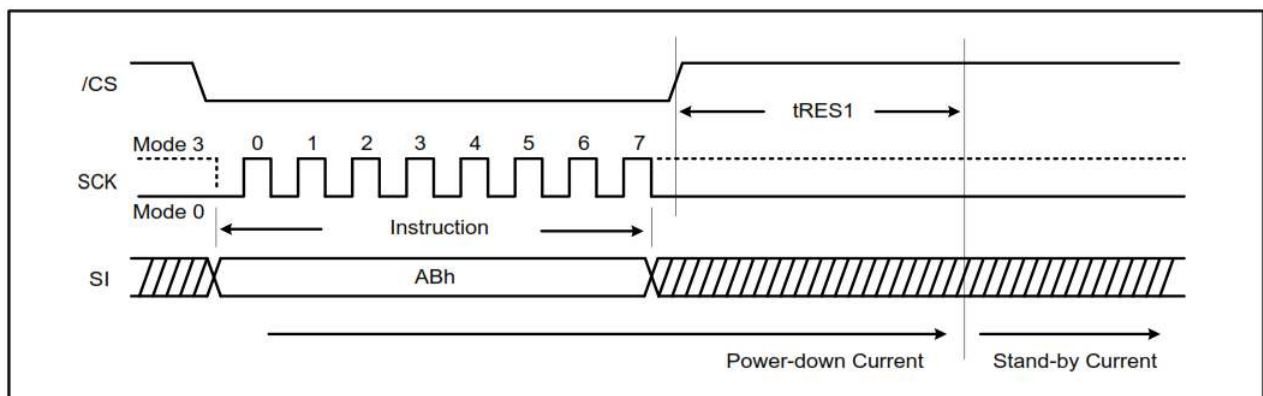 /CS
tRES1
Mode 3
0 1 2 3 4 5 6 7
SCK
Mode 0
Instruction
SI
ABh
Power-down Current
Stand-by Current